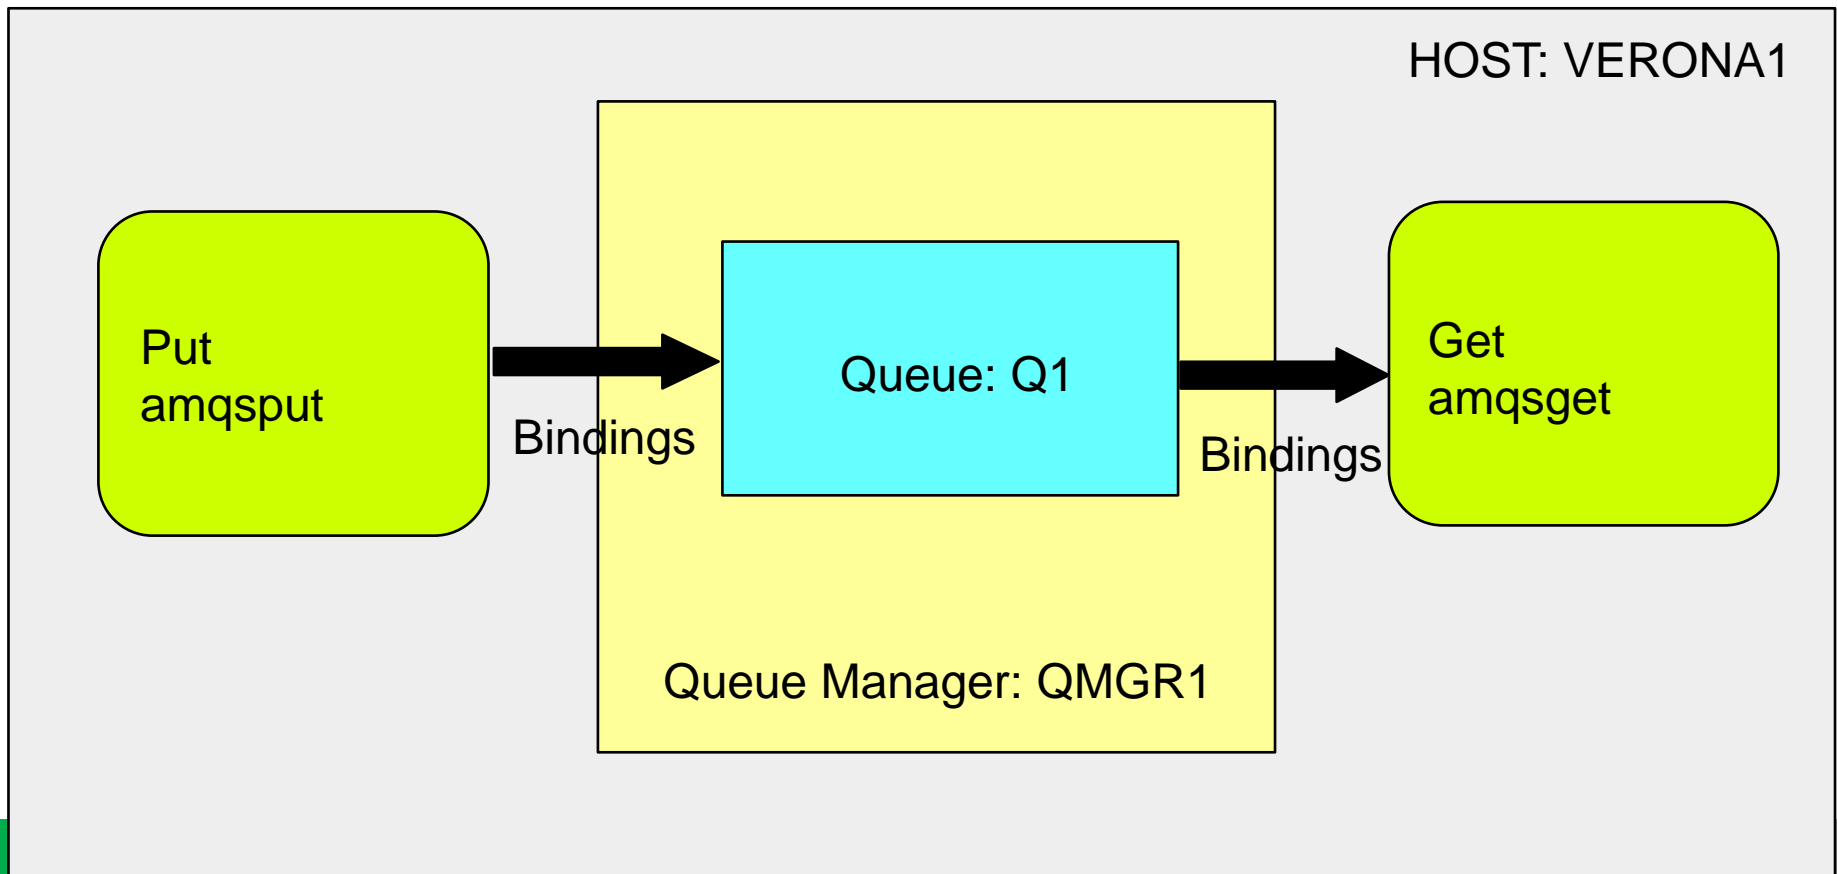 HOST: VERONA1
Put
amqsput
Bindings
Queue: Q1
Bindings
Get
amqsget
Queue Manager: QMGR1